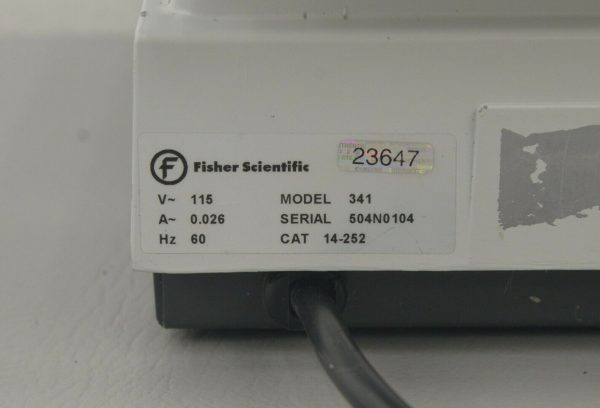 f Fisher Scientific
23647
V~ 115 MODEL 341
A~ 0.026 SERIAL 504N0104
Hz 60 CAT 14-252